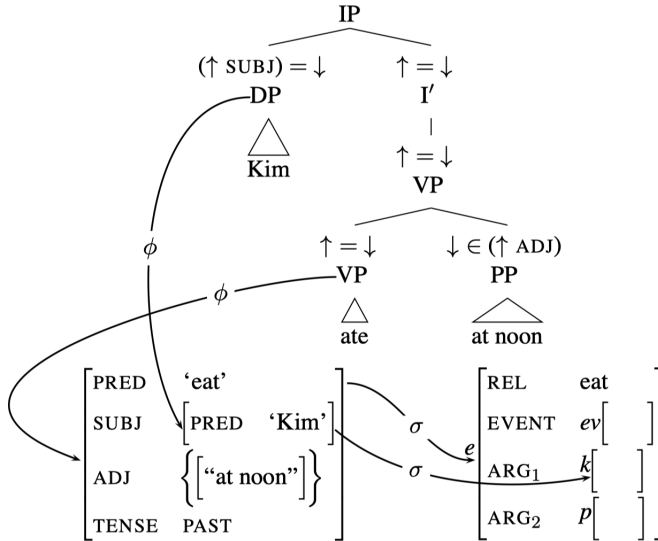 IP
(↑ SUBJ) = ↓ ↑ = ↓
DP I′
↑ = ↓
Kim
VP
↑ = ↓ ↓ ∈ (↑ ADJ)
ϕ
VP PP
ϕ
ate at noon
PRED ‘eat’ REL eat
SUBJ [PRED ‘Kim’] σ EVENT ev[ ]
e
ADJ {[“at noon”]} σ ARG1 k[ ]
TENSE PAST ARG2 p[ ]